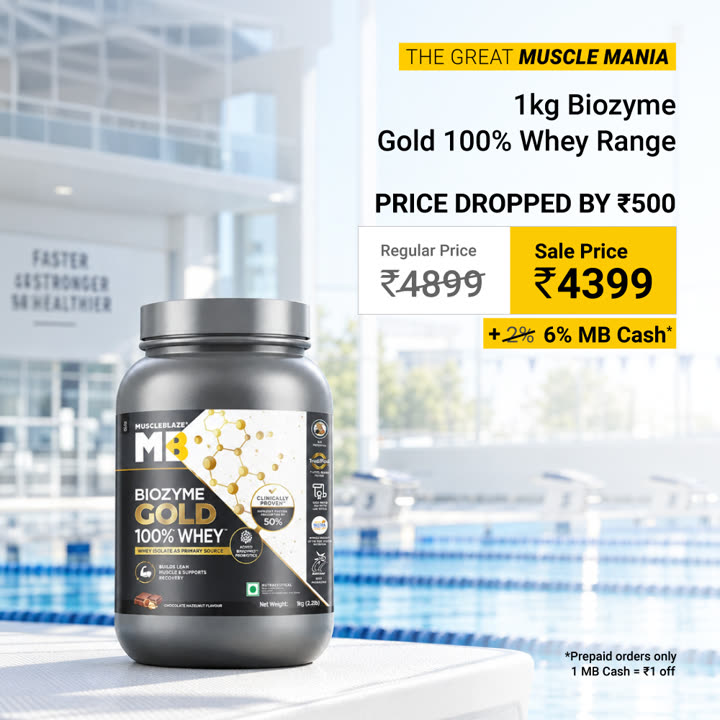 THE GREAT MUSCLE MANIA
1kg Biozyme
Gold 100% Whey Range
PRICE DROPPED BY ₹500
Regular Price
₹4899
Sale Price
₹4399
+ 2% 6% MB Cash*
FASTER
STRONGER
HEALTHIER
MUSCLEBLAZE
MB
BIOZYME
GOLD
100% WHEY™
WHEY ISOLATE AS PRIMARY SOURCE
CLINICALLY
PROVEN
50%
BUILDS LEAN
MUSCLE & SUPPORTS
RECOVERY
NUTRACEUTICAL
CHOCOLATE HAZELNUT FLAVOUR
Net Weight: 1kg (2.2lb)
*Prepaid orders only
1 MB Cash = ₹1 off